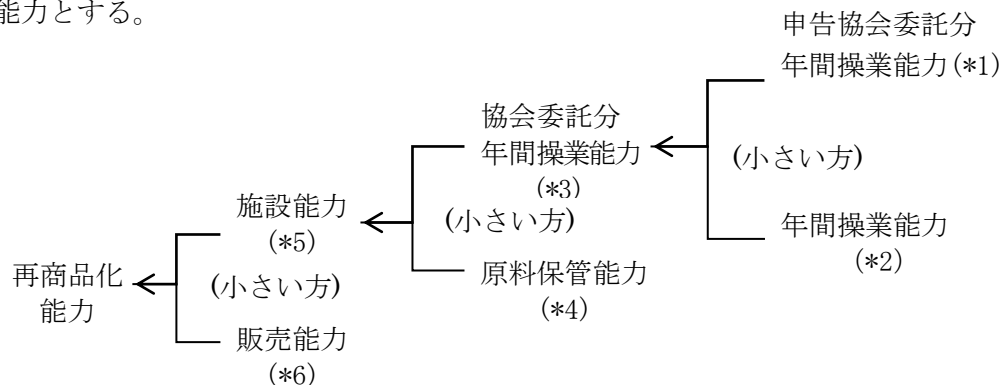 能力とする。
申告協会委託分
年間操業能力(*1)
協会委託分
年間操業能力
(*3)
(小さい方)
施設能力
(*5)
(小さい方)
年間操業能力
(*2)
再商品化
能力
(小さい方)
原料保管能力
(*4)
販売能力
(*6)